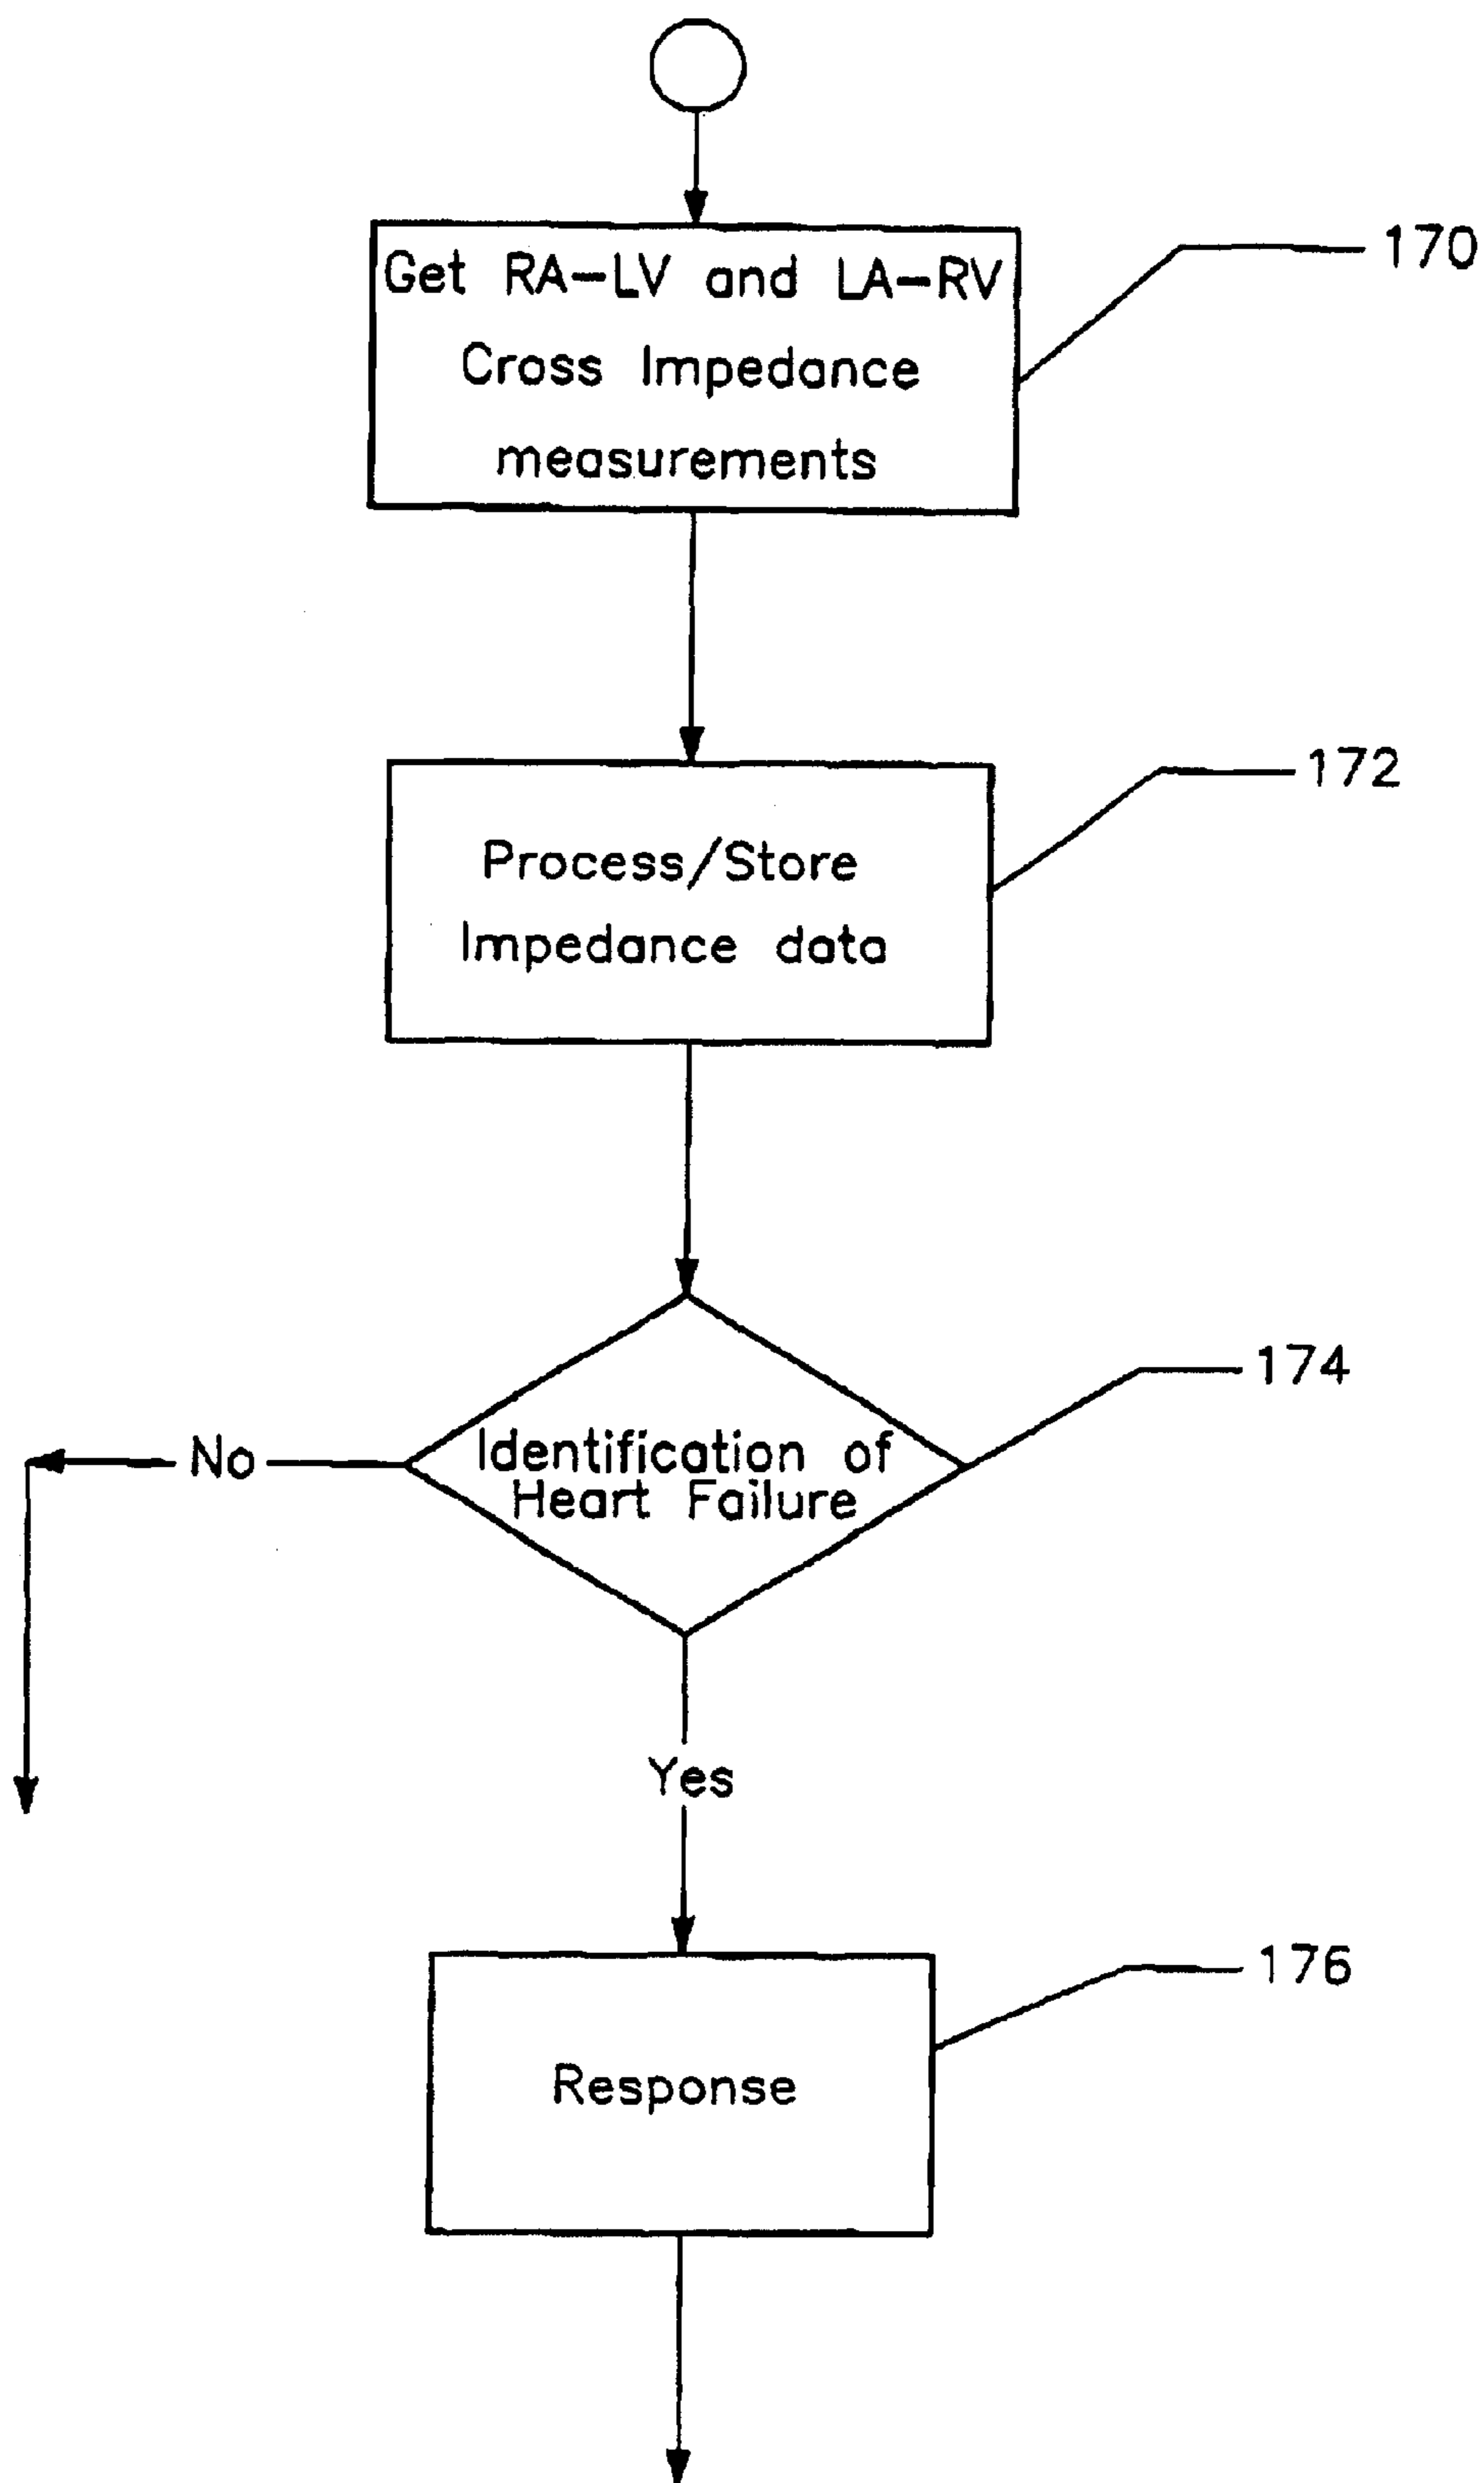 Get RA-LV and LA-RV
Cross Impedance
measurements
170
Process/Store
Impedance data
172
Identification of
Heart Failure
174
No
Yes
Response
176